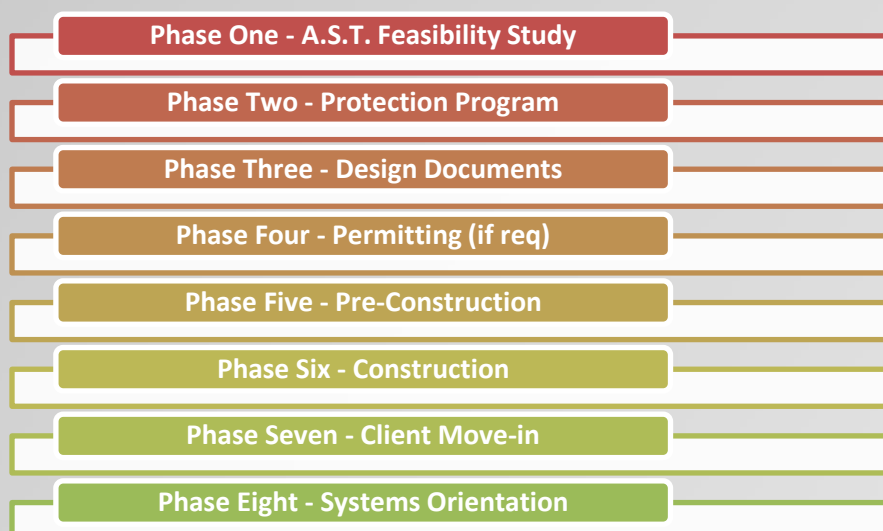 Phase One - A.S.T. Feasibility Study
Phase Two - Protection Program
Phase Three - Design Documents
Phase Four - Permitting (if req)
Phase Five - Pre-Construction
Phase Six - Construction
Phase Seven - Client Move-in
Phase Eight - Systems Orientation